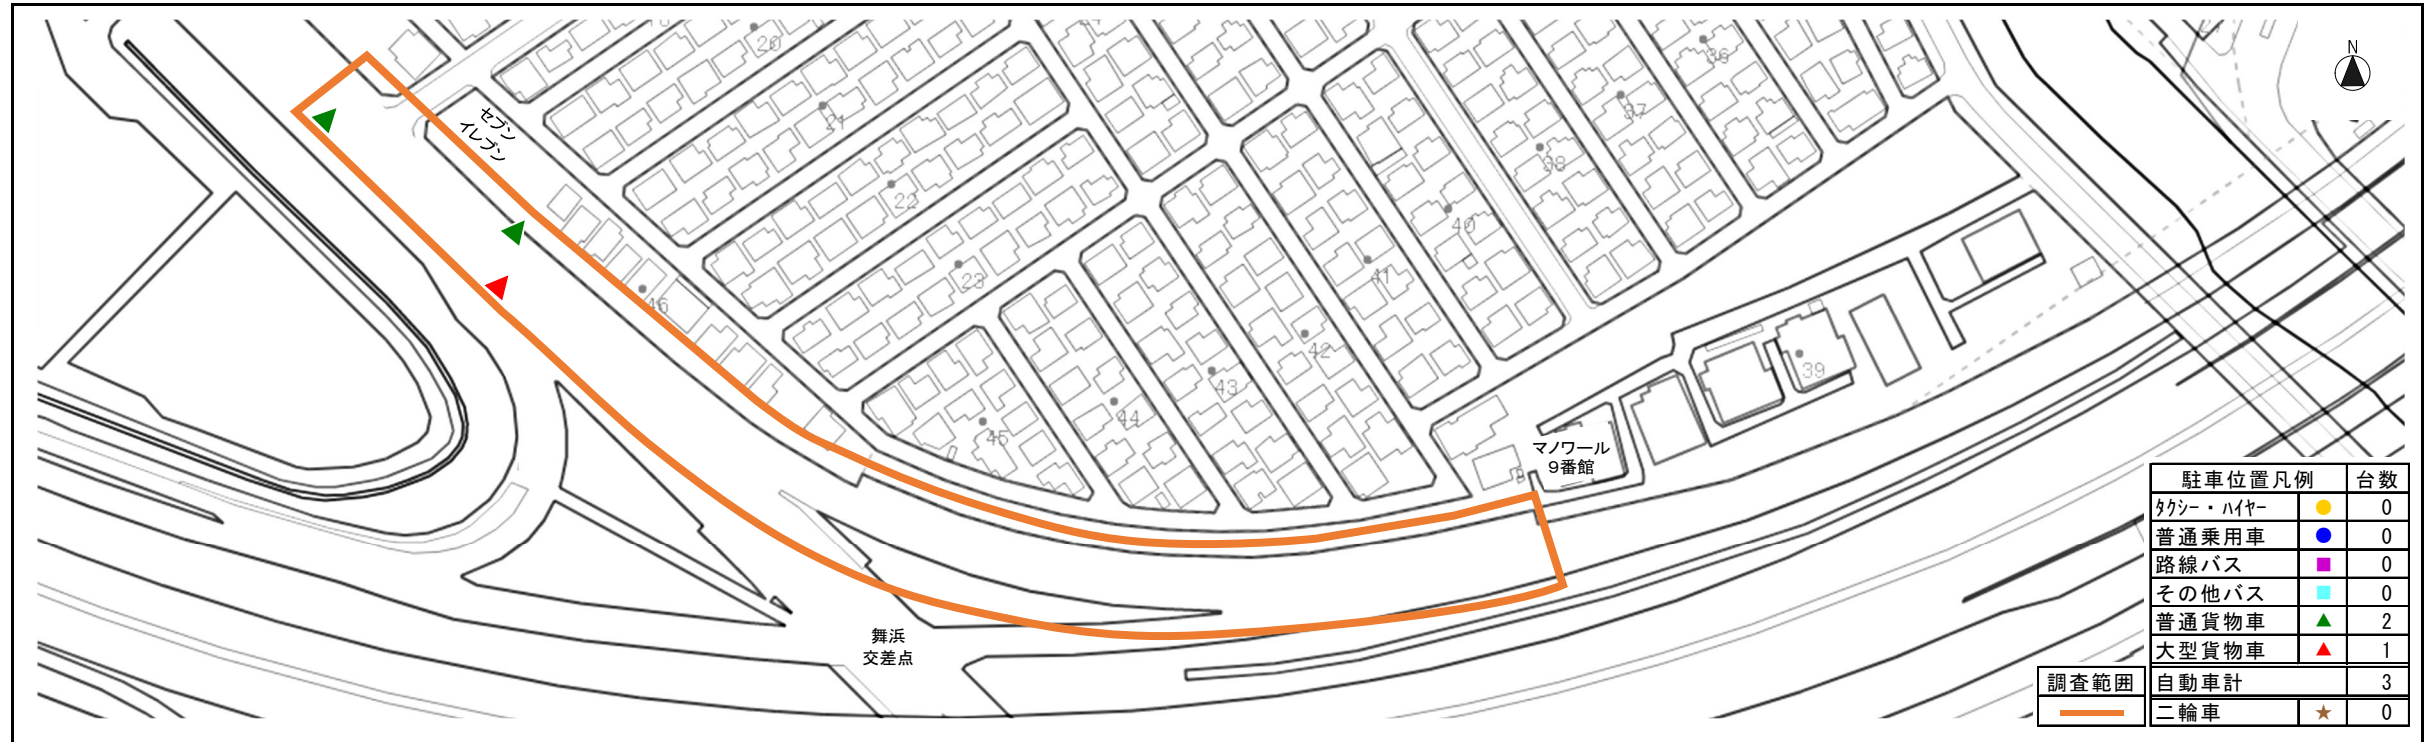 20
21
22
23
36
37
38
40
41
42
43
44
45
46
39
N
セブン
イレブン
マノワール
9番館
舞浜
交差点
駐車位置凡例 台数
ﾀｸｼｰ・ﾊｲﾔｰ ● 0
普通乗用車 ● 0
路線バス ■ 0
その他バス ■ 0
普通貨物車 ▲ 2
大型貨物車 ▲ 1
自動車計 3
二輪車 ★ 0
調査範囲